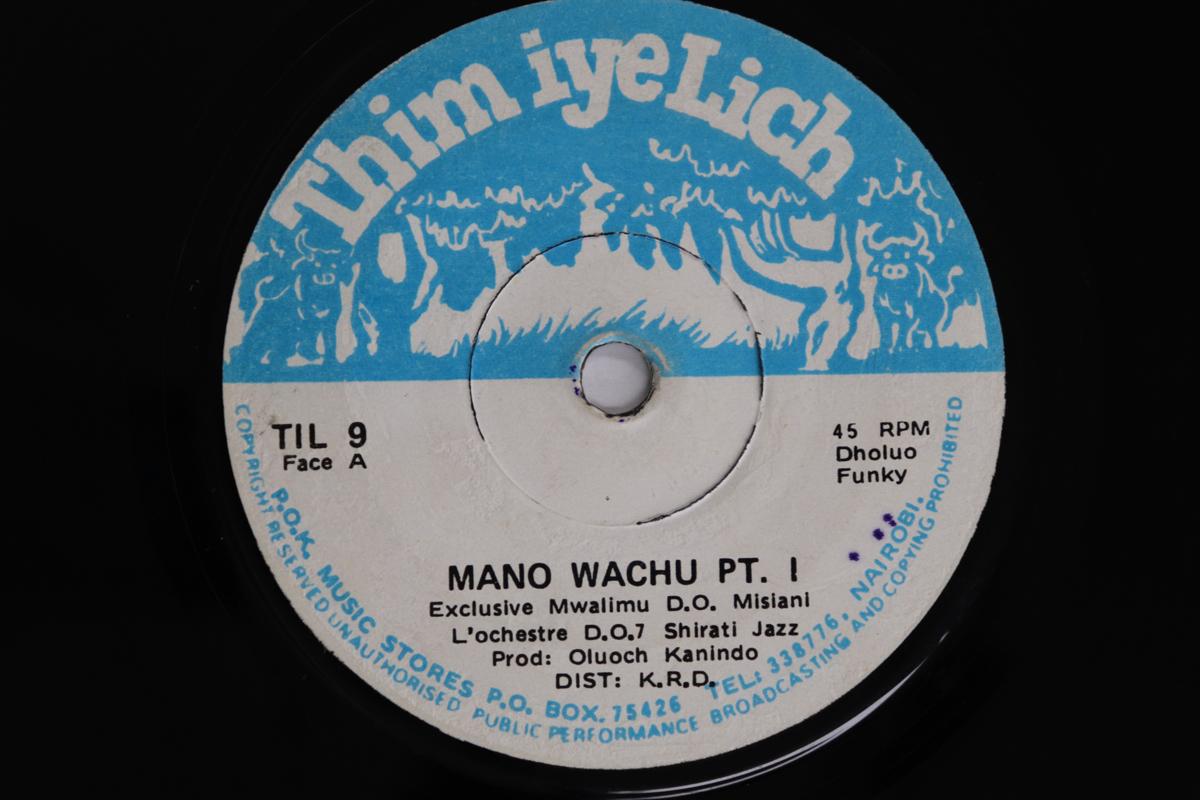 Thim iye Lich
TIL 9
Face A
45 RPM
Dholuo
Funky
MANO WACHU PT. I
Exclusive Mwalimu D.O. Misiani
L'ochestre D.O.7 Shirati Jazz
Prod: Oluoch Kanindo
DIST: K.R.D.
P.O.K. MUSIC STORES P.O. BOX. 75426 TEL: 338776, NAIROBI.
COPYRIGHT RESERVED UNAUTHORISED PUBLIC PERFORMANCE BROADCASTING AND COPYING PROHIBITED